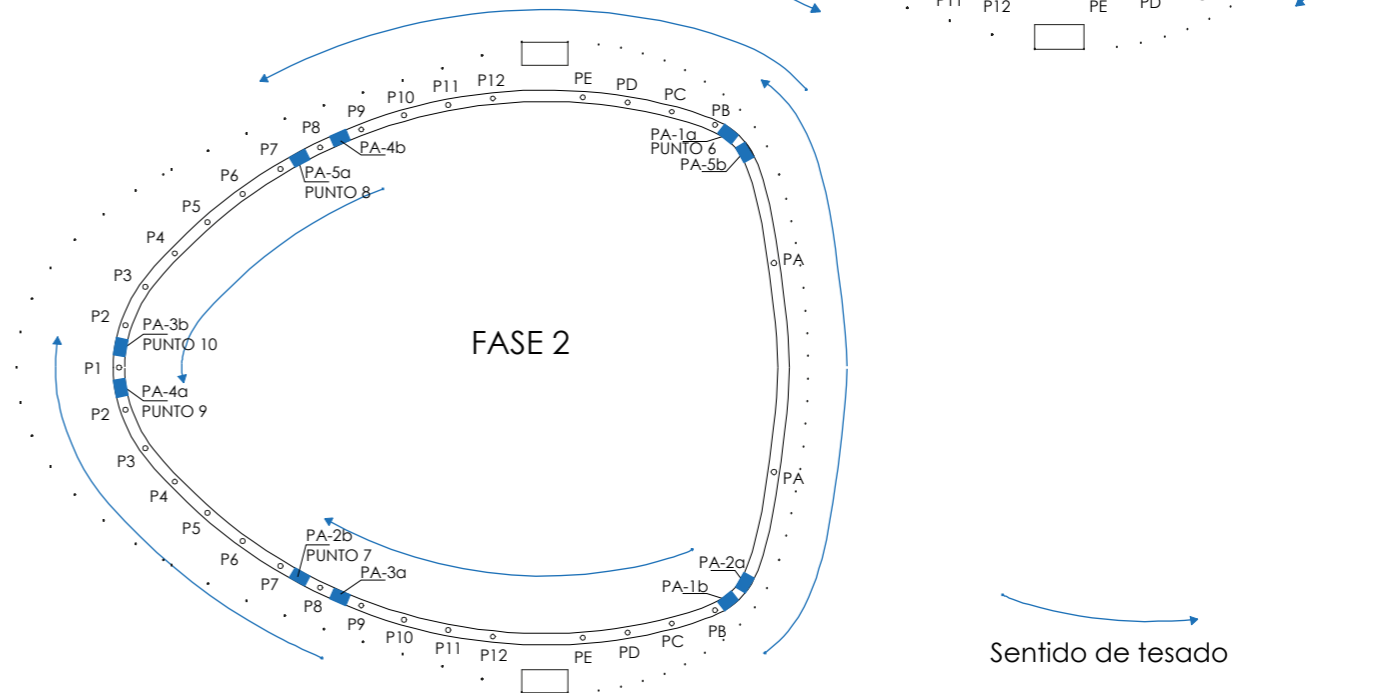 P11 P12 PE PD
P12 PE
P11 PD
P10 PC
P9 PB
P8 PA-4b PA-1a
PUNTO 6
P7 PA-5b
PA-5a
PUNTO 8
P6
P5
P4
PA
P3
P2 PA-3b
PUNTO 10
FASE 2
P1
PA-4a
PUNTO 9
P2
P3
PA
P4
P5
PA-2b
P6 PUNTO 7
PA-3a PA-2a
P7 PA-1b
P8
P9 PB
P10 PC
P11 PD
P12 PE
Sentido de tesado